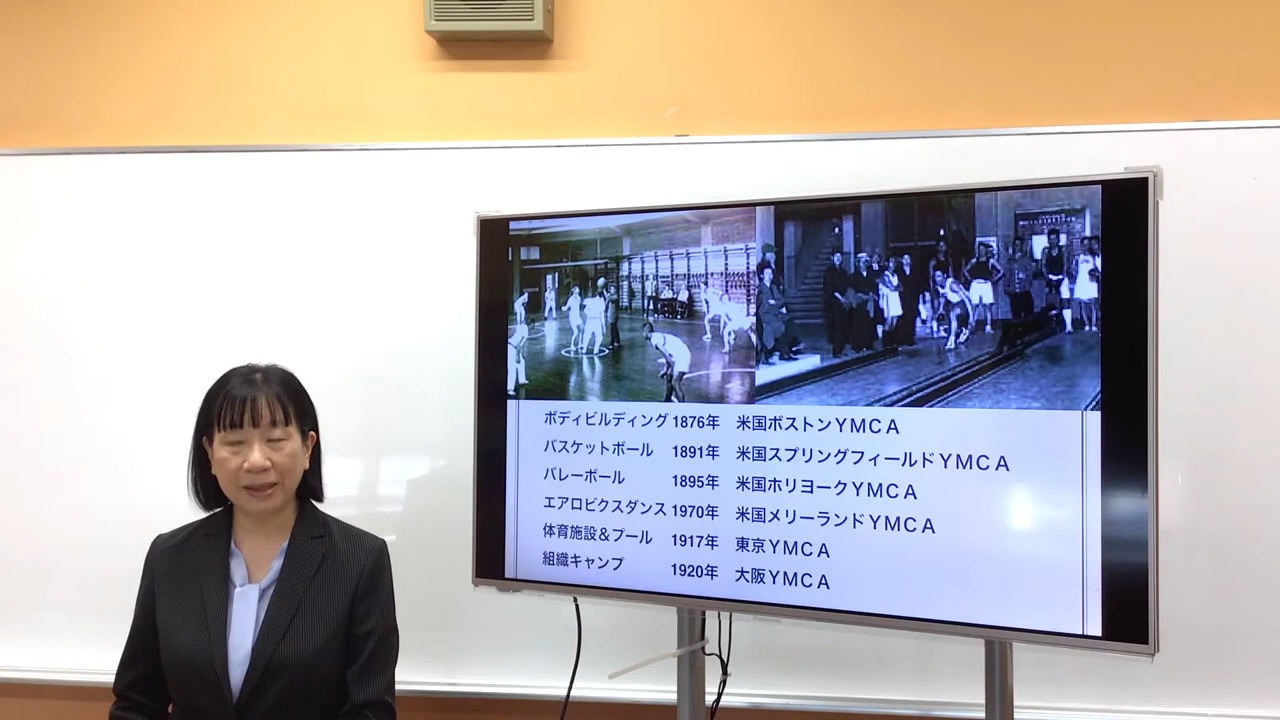 ボディビルディング 1876年 米国ボストンYMCA
バスケットボール 1891年 米国スプリングフィールドYMCA
バレーボール 1895年 米国ホリヨークYMCA
エアロビクスダンス 1970年 米国メリーランドYMCA
体育施設&プール 1917年 東京YMCA
組織キャンプ 1920年 大阪YMCA